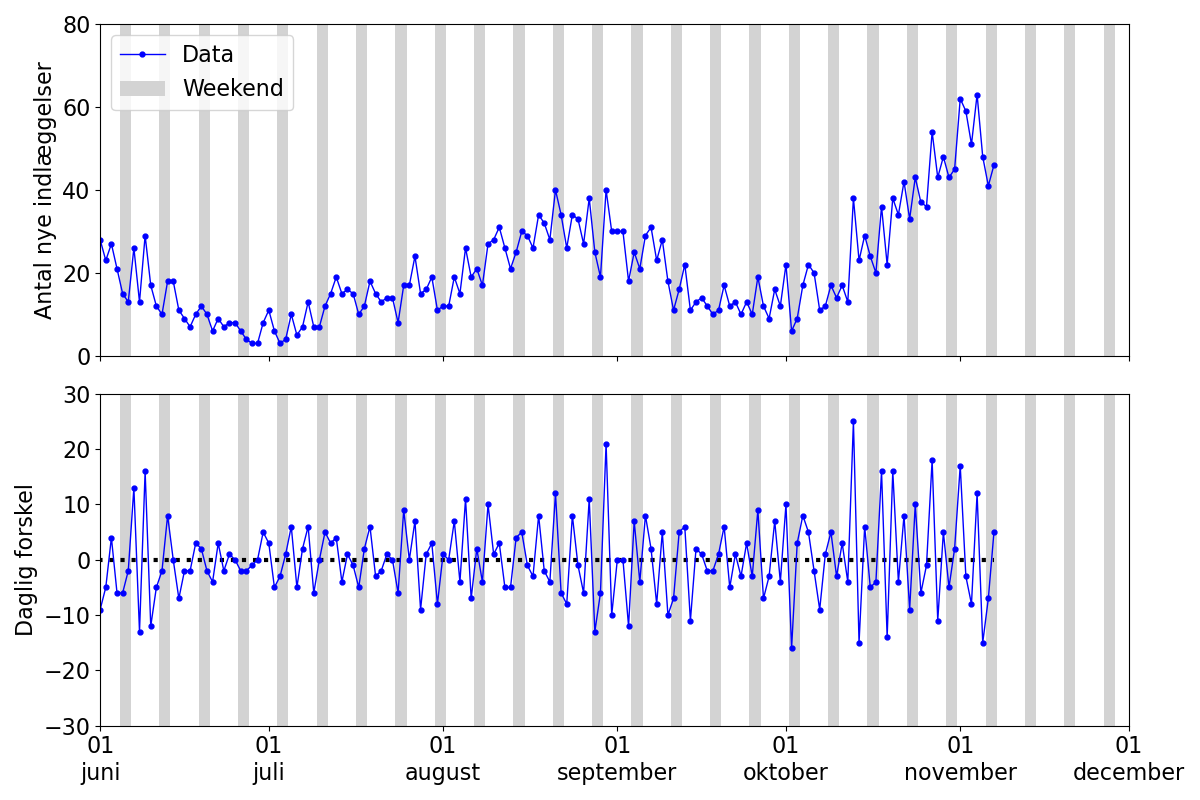 80
60
40
20
0
Antal nye indlæggelser
Data
Weekend
30
20
10
0
−10
−20
−30
Daglig forskel
01 01 01 01 01 01 01
juni juli august september oktober november december